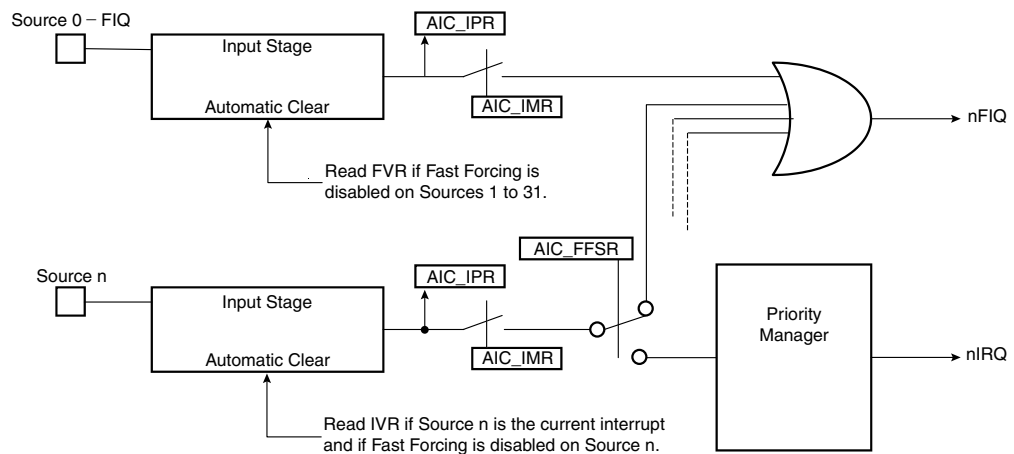 Source 0 – FIQ
AIC_IPR
Input Stage
Automatic Clear
AIC_IMR
nFIQ
Read FVR if Fast Forcing is
disabled on Sources 1 to 31.
AIC_FFSR
Source n
AIC_IPR
Input Stage
Priority
Manager
Automatic Clear
AIC_IMR
nIRQ
Read IVR if Source n is the current interrupt
and if Fast Forcing is disabled on Source n.